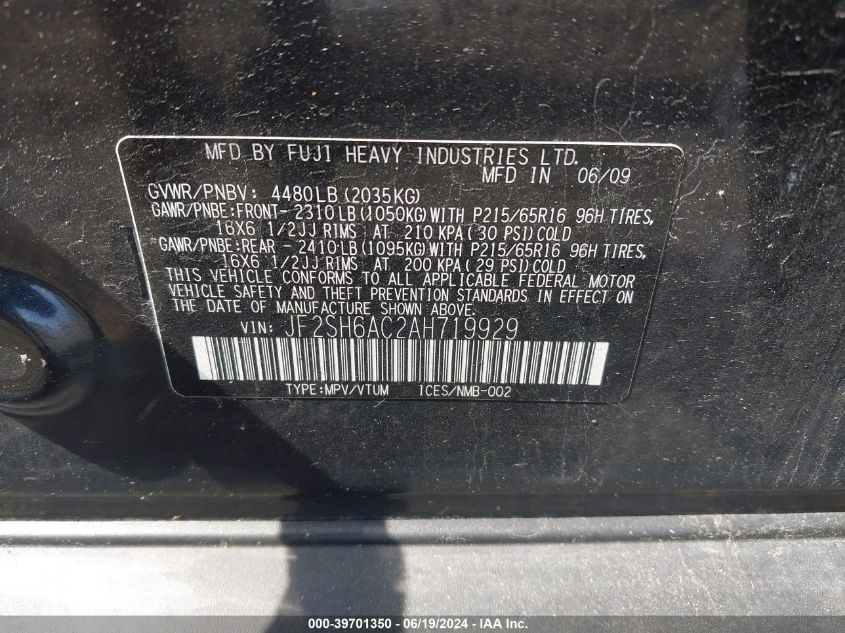 MFD BY FUJI HEAVY INDUSTRIES LTD.
MFD IN 06/09
GVWR/PNBV: 4480LB (2035KG)
GAWR/PNBE:FRONT- 2310LB(1050KG)WITH P215/65R16 96H TIRES,
16X6 1/2JJ RIMS AT 210 KPA(30 PSI)COLD
GAWR/PNBE:REAR - 2410LB(1095KG)WITH P215/65R16 96H TIRES,
16X6 1/2JJ RIMS AT 200 KPA(29 PSI)COLD
THIS VEHICLE CONFORMS TO ALL APPLICABLE FEDERAL MOTOR
VEHICLE SAFETY AND THEFT PREVENTION STANDARDS IN EFFECT ON
THE DATE OF MANUFACTURE SHOWN ABOVE.
VIN: JF2SH6AC2AH719929
TYPE:MPV/VTUM ICES/NMB-002
000-39701350 - 06/19/2024 - IAA Inc.